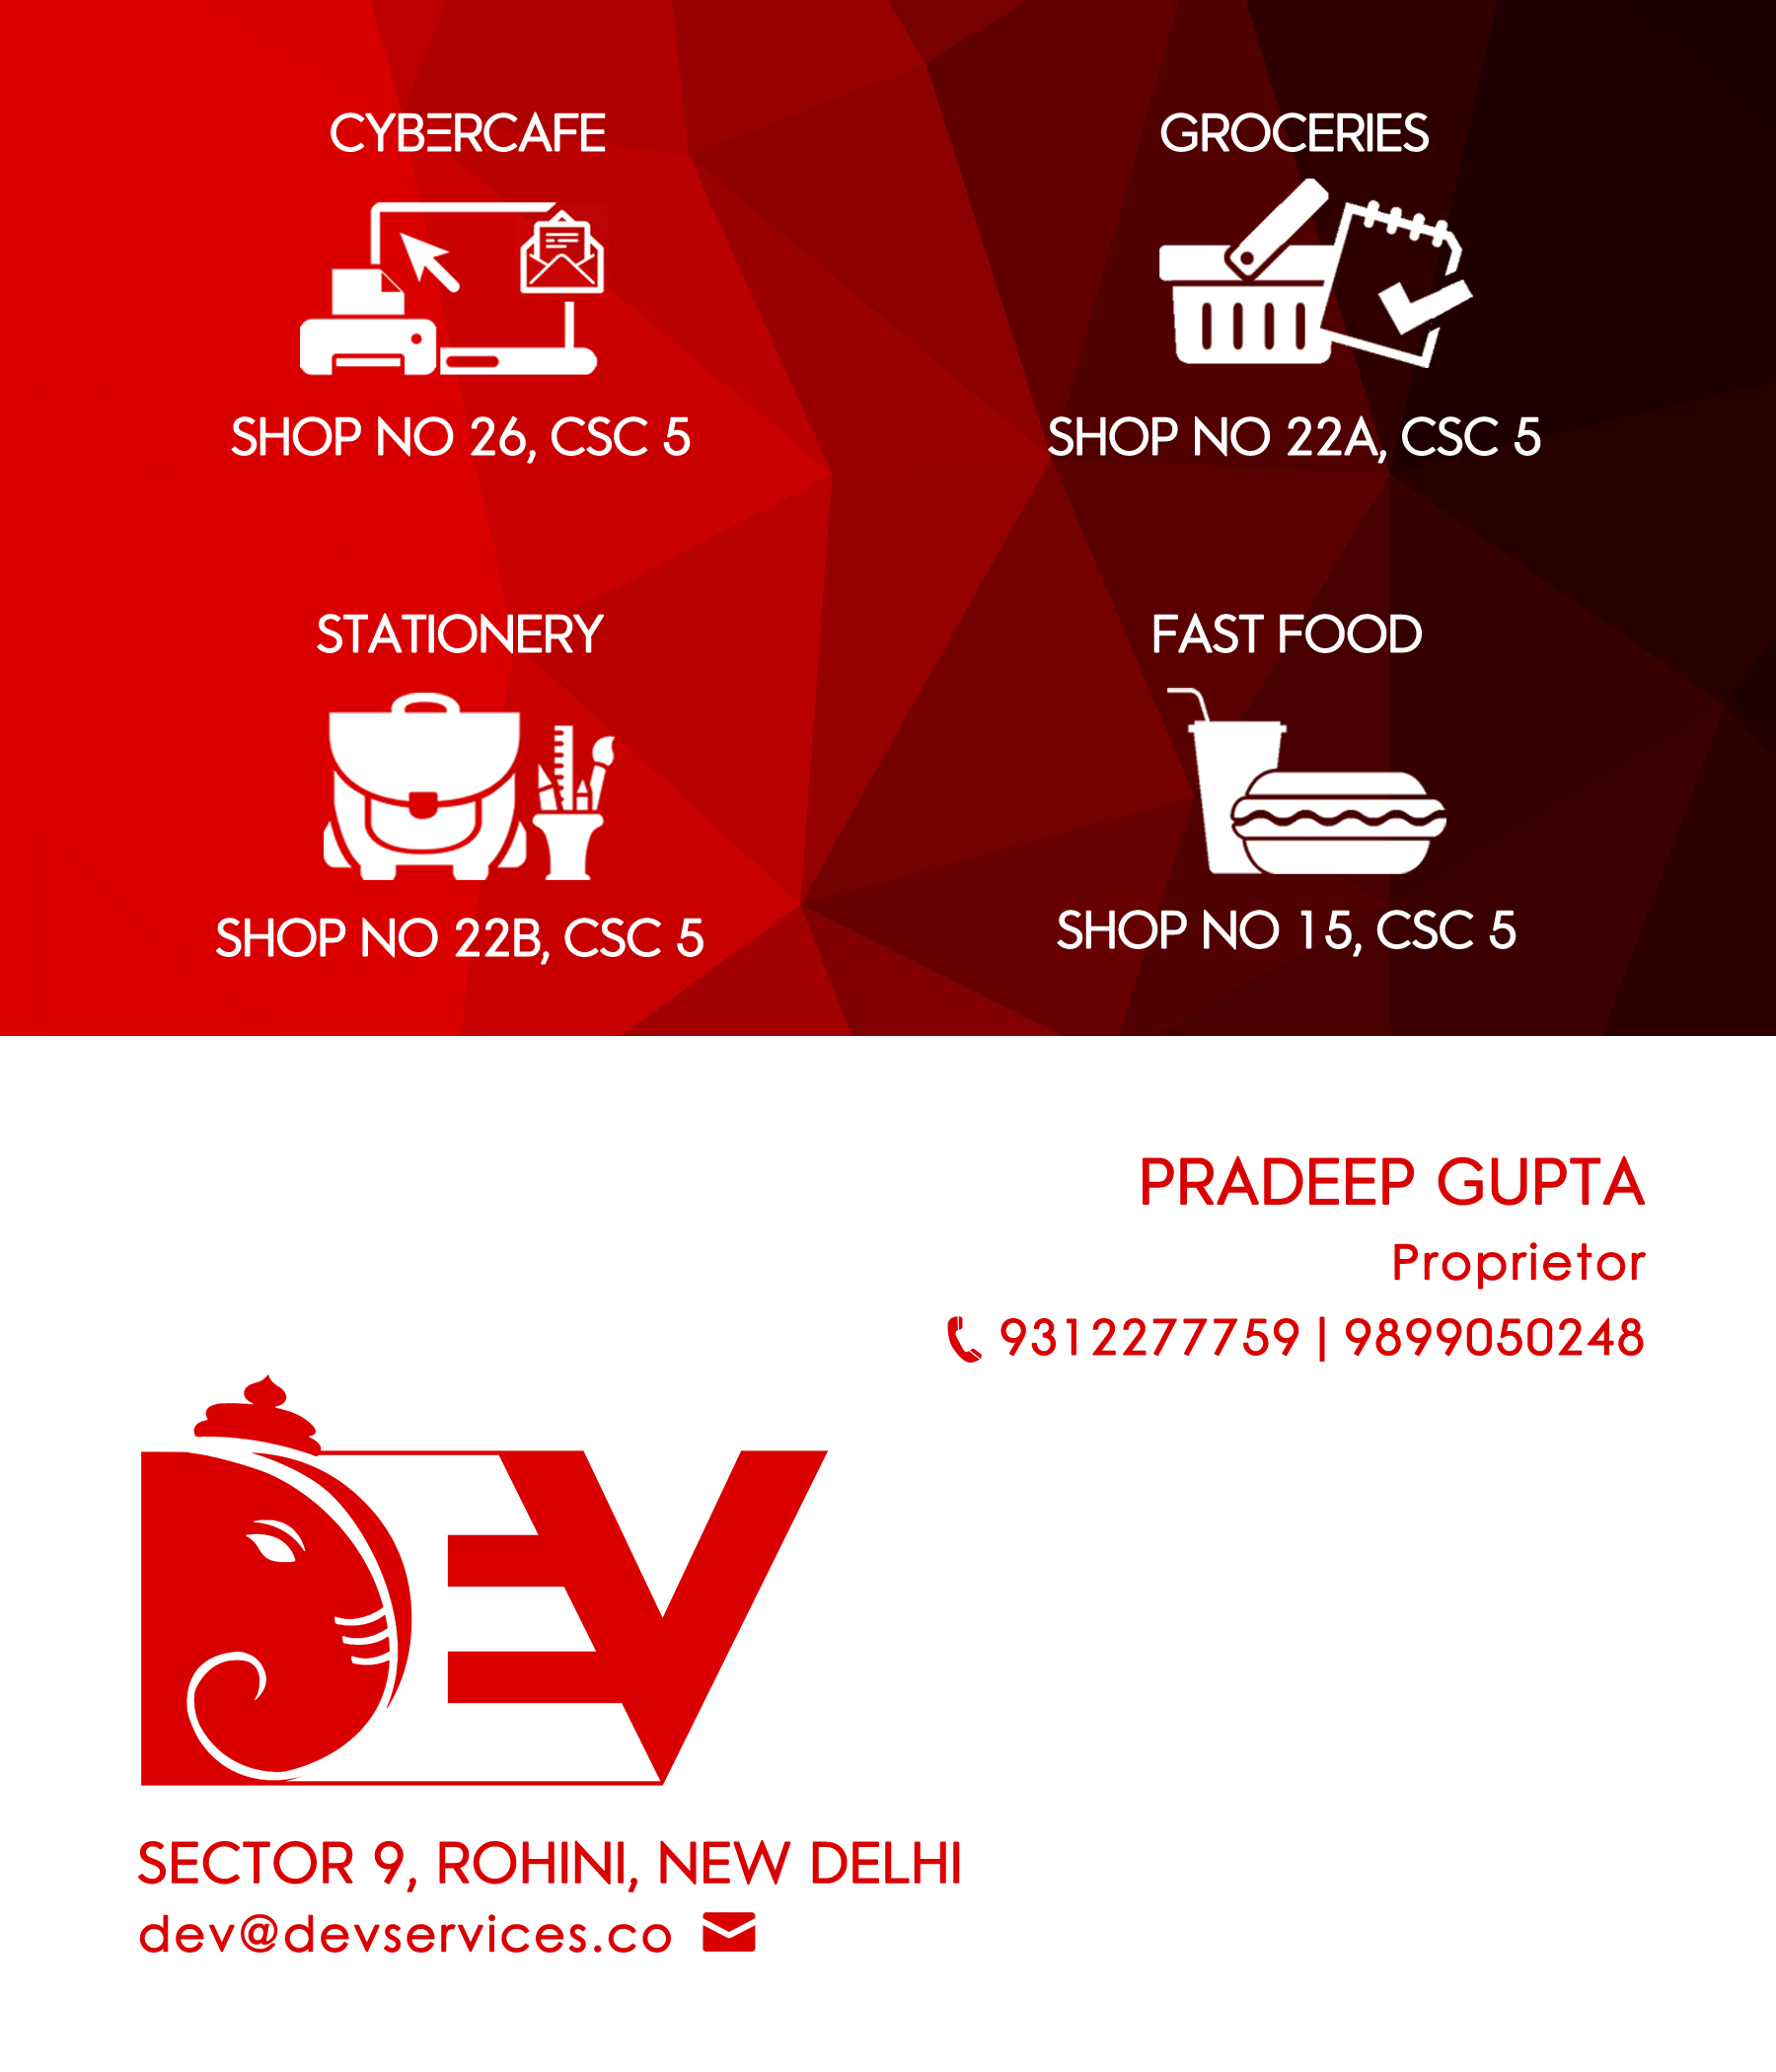 CYBERCAFE
SHOP NO 26, CSC 5
GROCERIES
SHOP NO 22A, CSC 5
STATIONERY
SHOP NO 22B, CSC 5
FAST FOOD
SHOP NO 15, CSC 5
PRADEEP GUPTA
Proprietor
9312277759 | 9899050248
DEV
SECTOR 9, ROHINI, NEW DELHI
dev@devservices.co